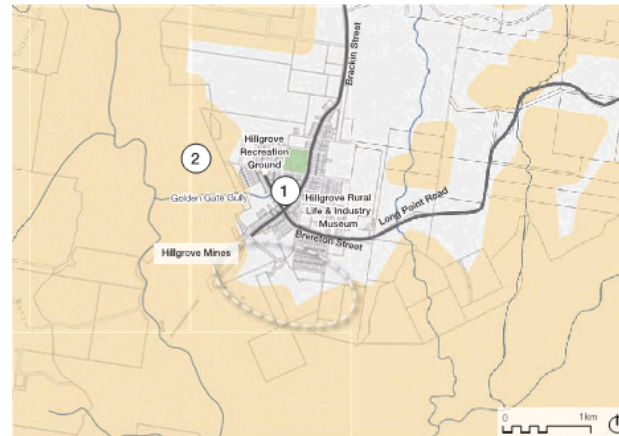 Brackin Street
Hillgrove
Recreation
Ground
2
1
Golden Gate Gully
Hillgrove Rural
Life & Industry
Museum
Long Point Road
Brereton Street
Hillgrove Mines
0
1km